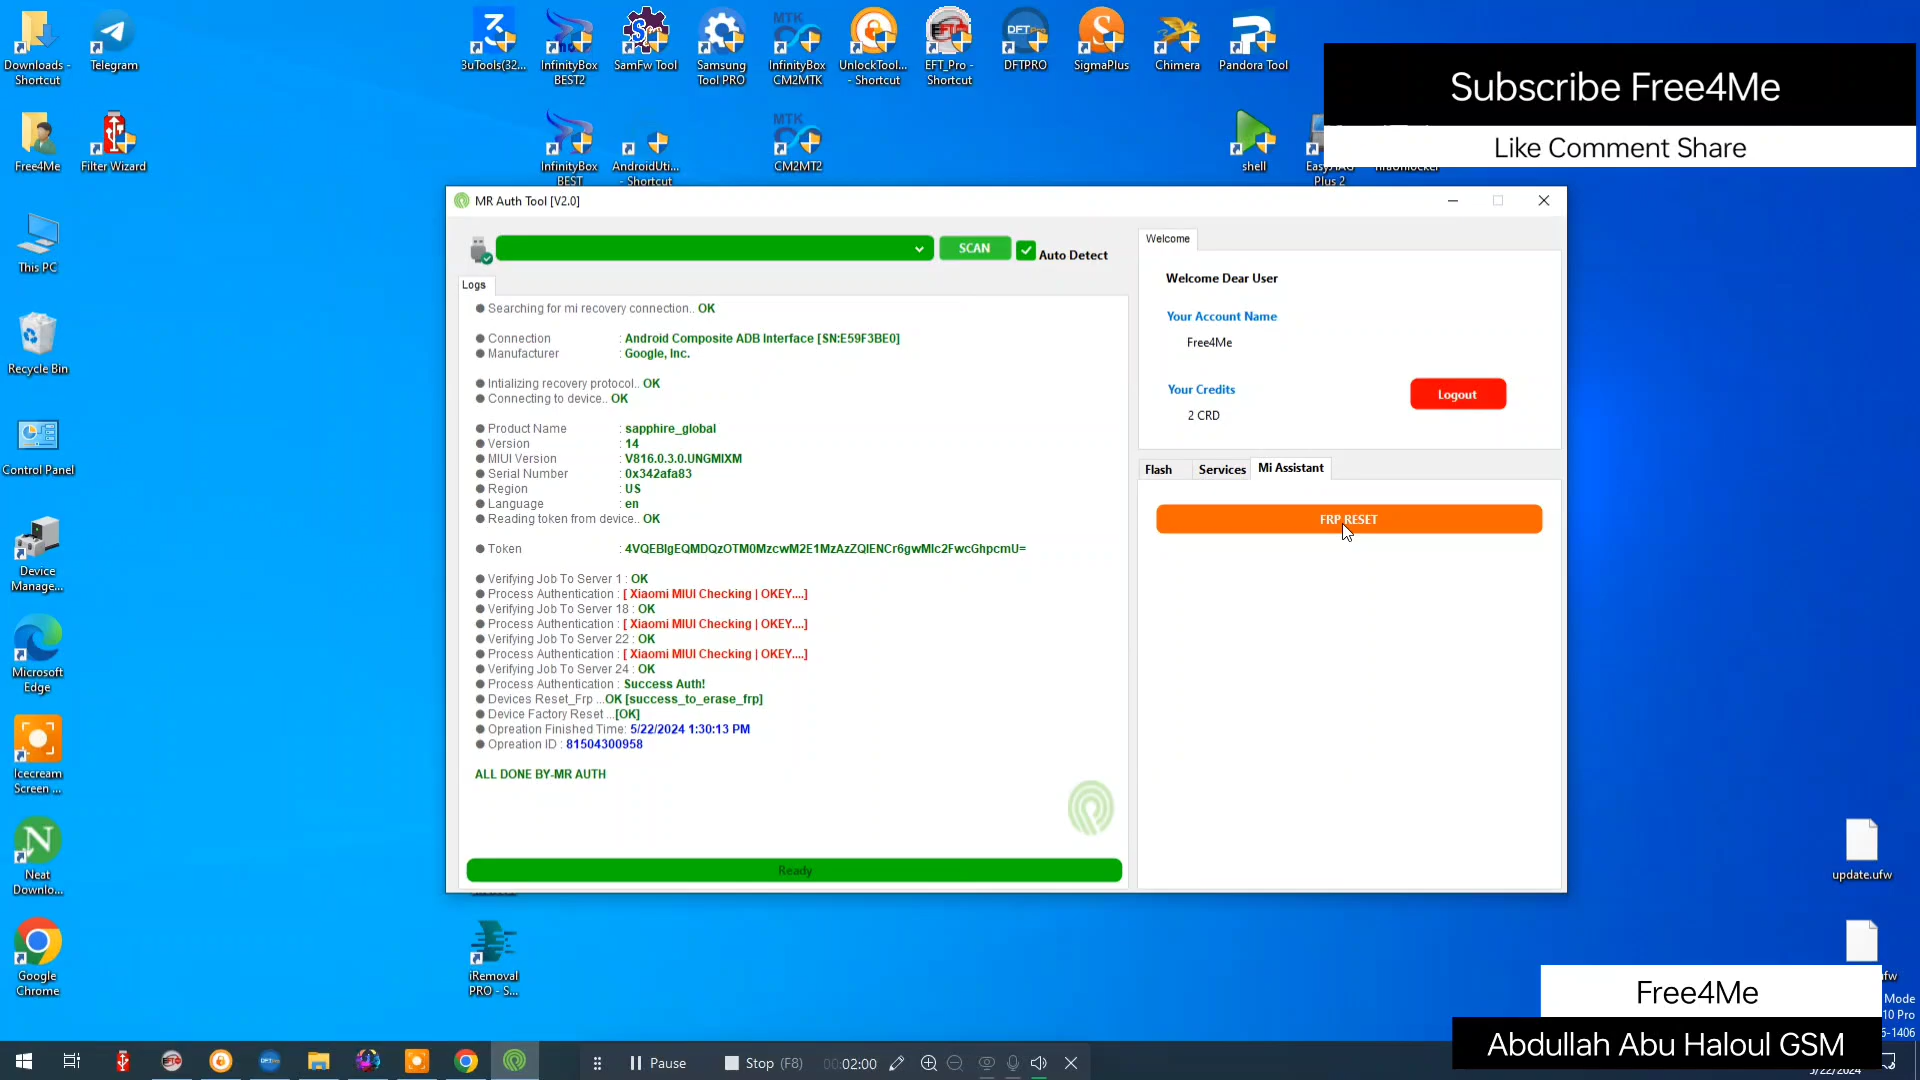 Downloads -
Shortcut
Telegram
3uTools(32...
InfinityBox
BEST2
SamFw Tool
Samsung
Tool PRO
InfinityBox
CM2MTK
UnlockTool...
- Shortcut
EFT_Pro -
Shortcut
DFTPRO
SigmaPlus
Chimera
Pandora Tool
Subscribe Free4Me
Like Comment Share
Free4Me
Filter Wizard
InfinityBox
BEST
AndroidUti...
- Shortcut
CM2MT2
shell
Plus 2
This PC
Recycle Bin
Control Panel
Device
Manage...
Microsoft
Edge
Icecream
Screen ...
Neat
Downlo...
Google
Chrome
MR Auth Tool [V2.0]
SCAN
Auto Detect
Logs
Searching for mi recovery connection.. OK
Connection : Android Composite ADB Interface [SN:E59F3BE0]
Manufacturer : Google, Inc.
Intializing recovery protocol.. OK
Connecting to device.. OK
Product Name : sapphire_global
Version : 14
MIUI Version : V816.0.3.0.UNGMIXM
Serial Number : 0x342afa83
Region : US
Language : en
Reading token from device.. OK
Token : 4VQEBIgEQMDQzOTM0MzcwM2E1MzAzZQIENCr6gwMIc2FwcGhpcmU=
Verifying Job To Server 1 : OK
Process Authentication : [ Xiaomi MIUI Checking | OKEY....]
Verifying Job To Server 18 : OK
Process Authentication : [ Xiaomi MIUI Checking | OKEY....]
Verifying Job To Server 22 : OK
Process Authentication : [ Xiaomi MIUI Checking | OKEY....]
Verifying Job To Server 24 : OK
Process Authentication : Success Auth!
Devices Reset_Frp ...OK [success_to_erase_frp]
Device Factory Reset ...[OK]
Opreation Finished Time: 5/22/2024 1:30:13 PM
Opreation ID : 81504300958
ALL DONE BY-MR AUTH
Ready
Welcome
Welcome Dear User
Your Account Name
Free4Me
Your Credits
2 CRD
Logout
Flash
Services
Mi Assistant
FRP RESET
iRemoval
PRO - S...
update.ufw
Mode
10 Pro
Free4Me
Abdullah Abu Haloul GSM
Pause
Stop (F8)
00:02:00
5/22/2024